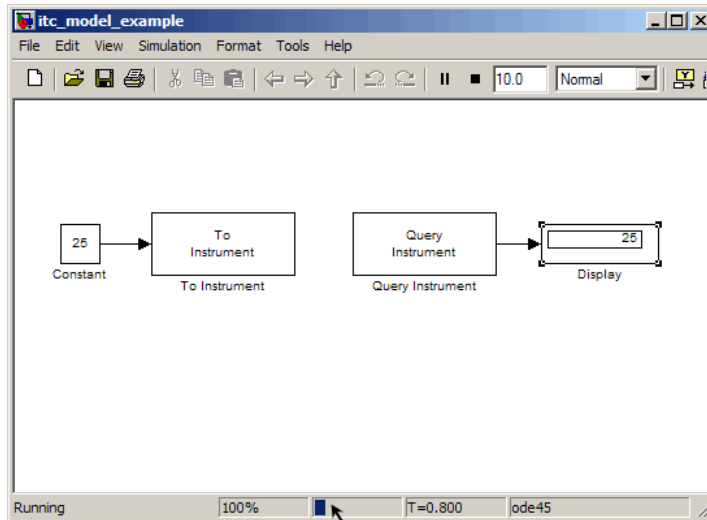 itc_model_example
File Edit View Simulation Format Tools Help
10.0 Normal
25
Constant
To
Instrument
To Instrument
Query
Instrument
Query Instrument
25
Display
Running 100% T=0.800 ode45